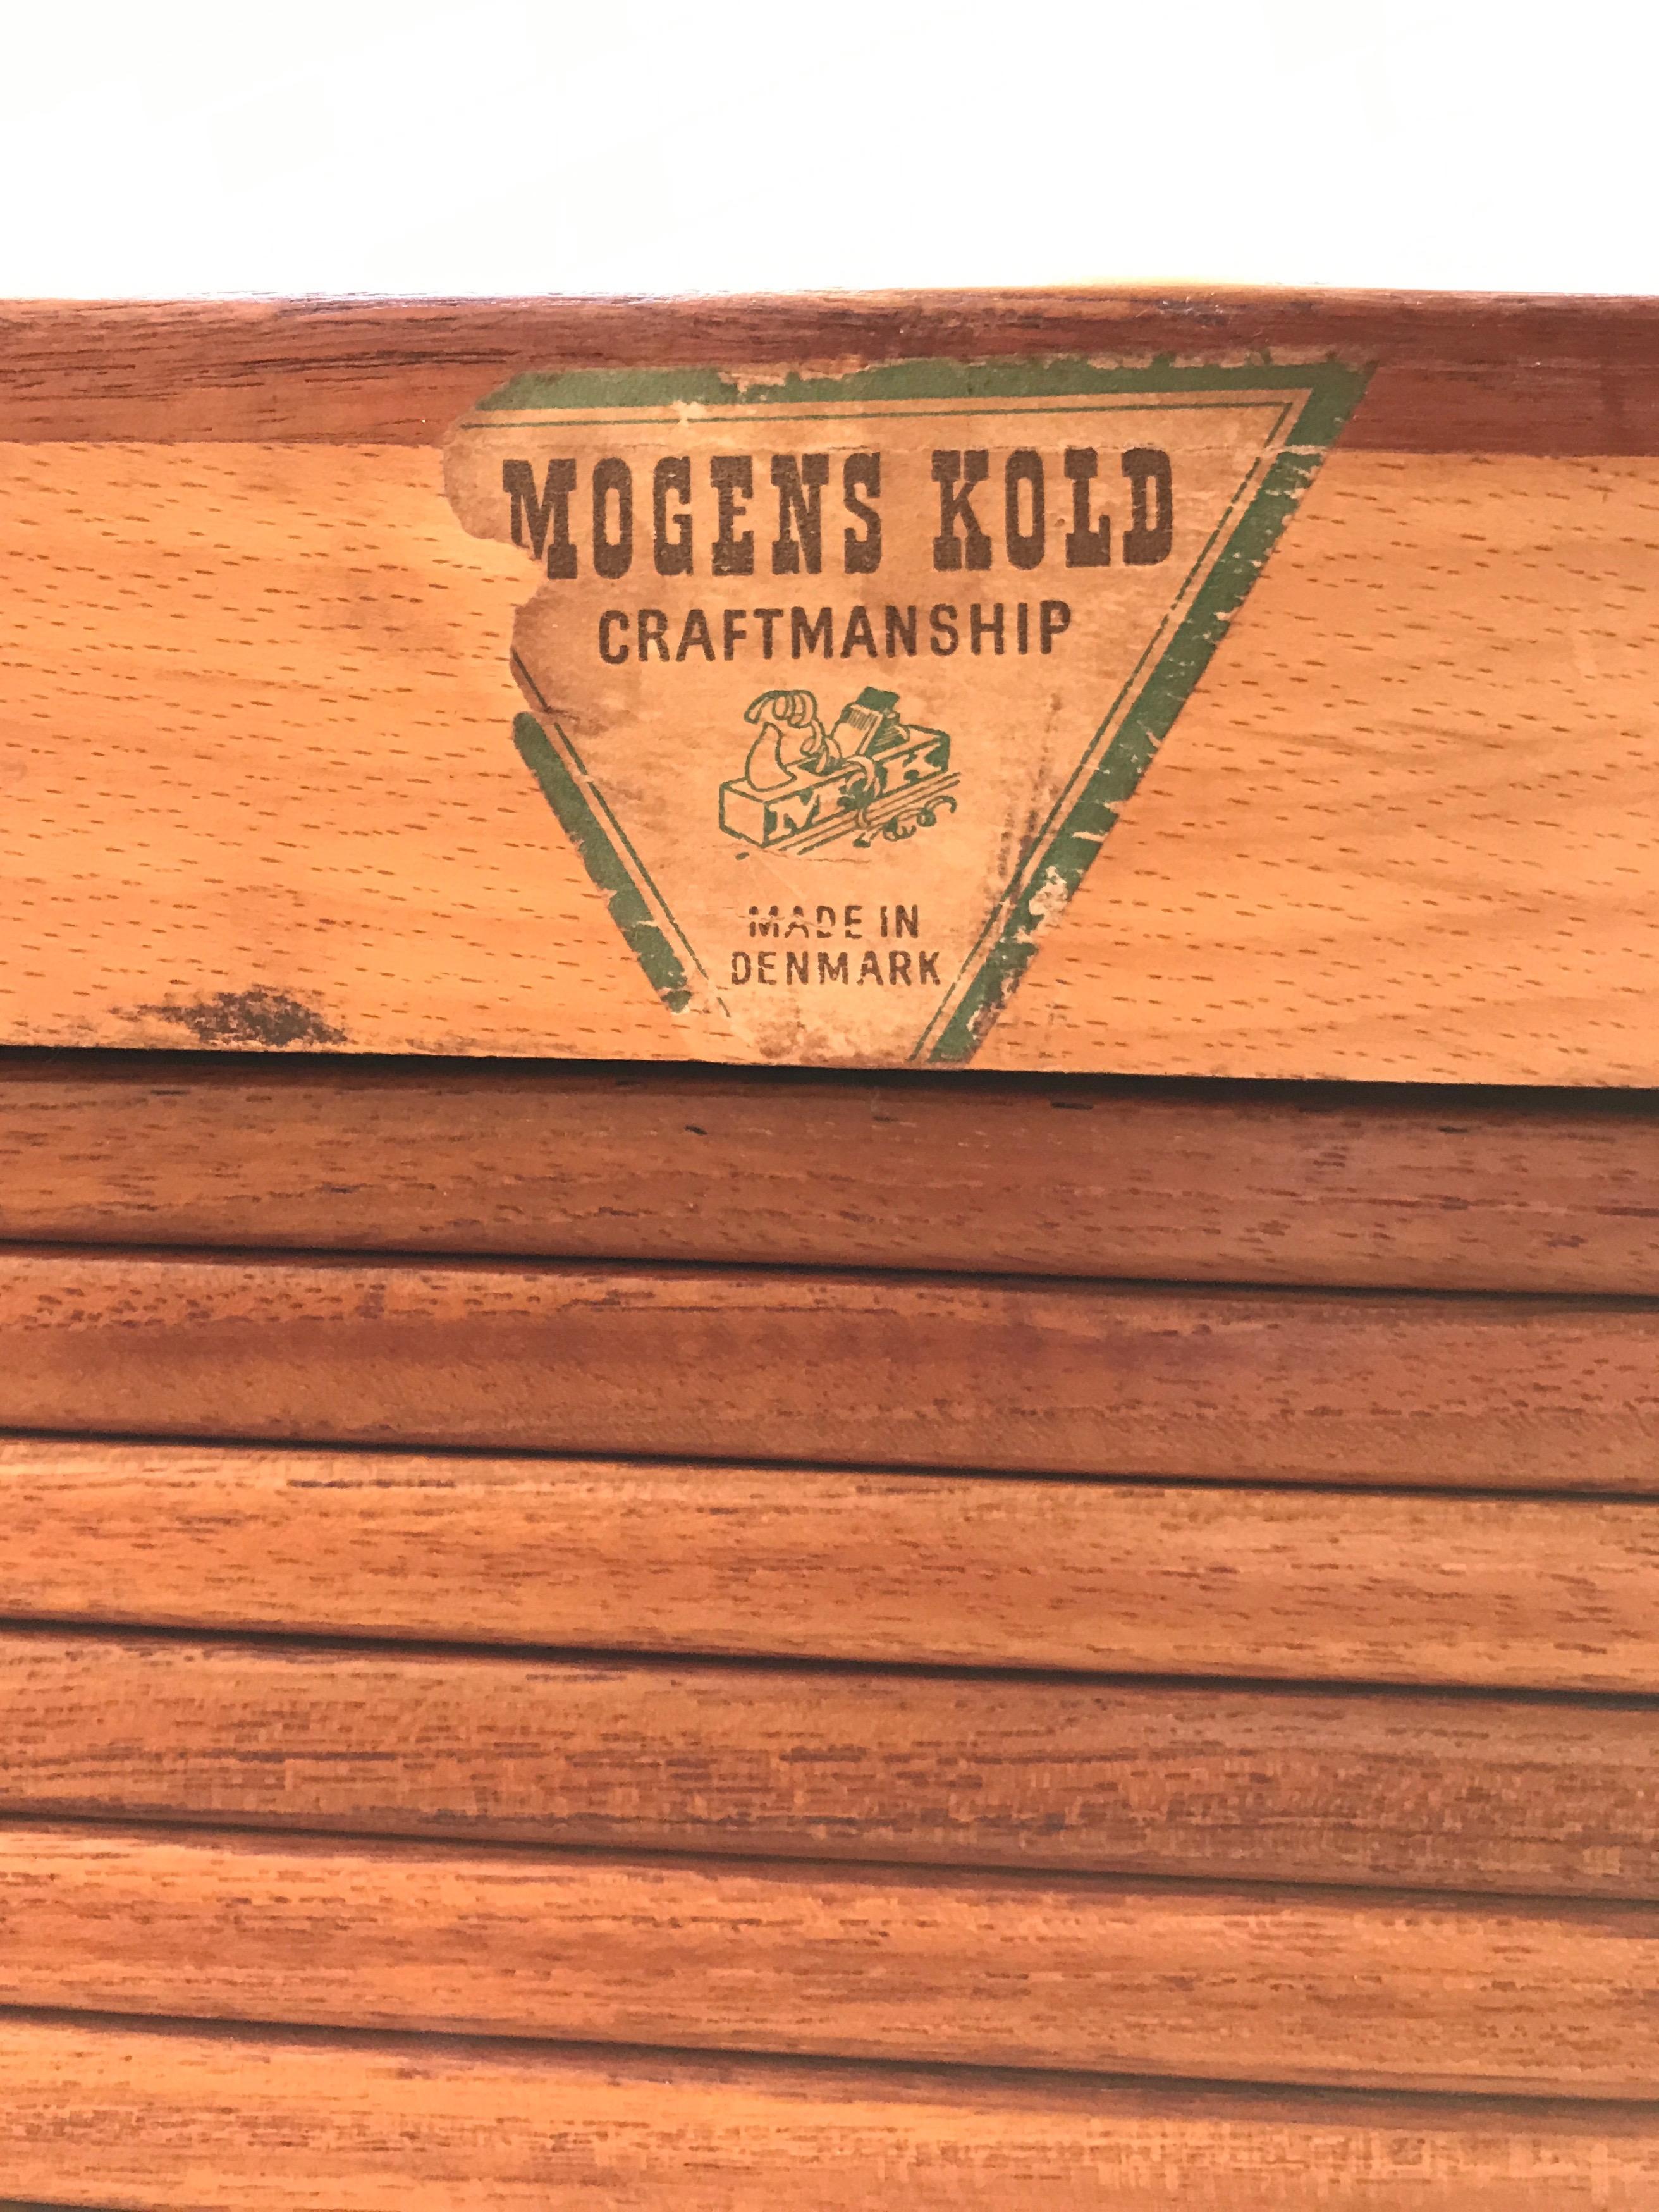 MOGENS KOLD
CRAFTMANSHIP
M K
MADE IN
DENMARK